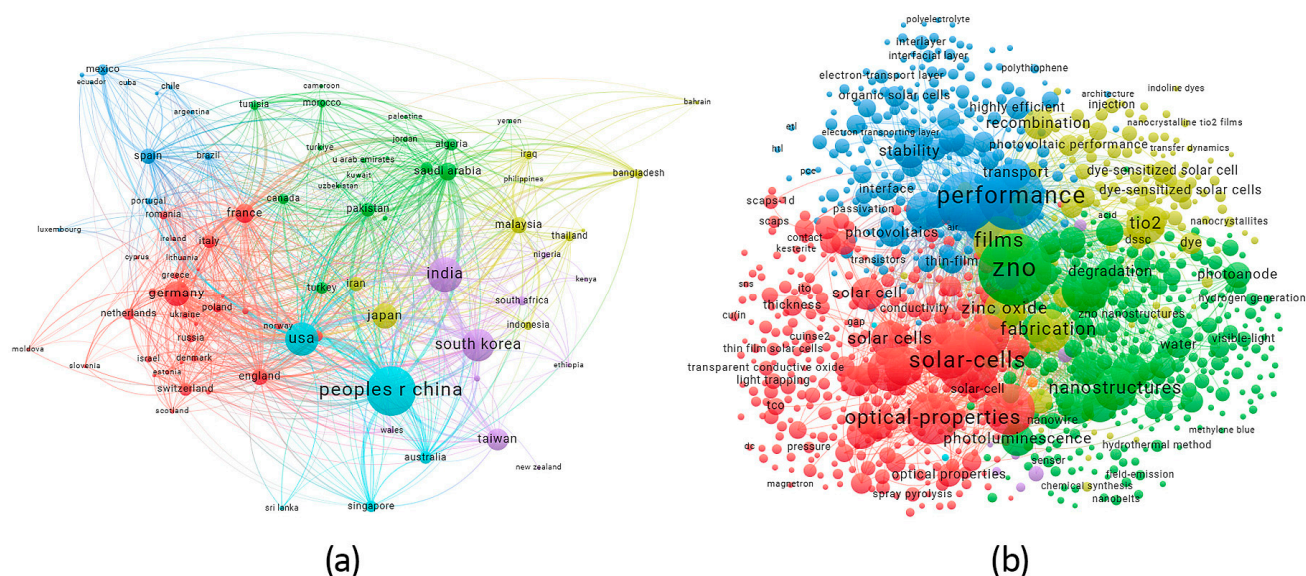 mexico
ecuador
cuba
chile
argentina
cameroon
tunisia
morocco
palestine
bahrain
yemen
spain
brazil
turkiye
jordan
algeria
u arab emirates
saudi arabia
iraq
kuwait
uzbekistan
philippines
bangladesh
portugal
romania
france
canada
pakistan
malaysia
luxembourg
ireland
italy
thailand
cyprus
lithuania
nigeria
greece
india
kenya
germany
turkey
iran
south africa
netherlands
ukraine
poland
japan
norway
indonesia
russia
usa
south korea
moldova
israel
denmark
slovenia
estonia
ethiopia
switzerland
england
peoples r china
scotland
wales
taiwan
australia
new zealand
sri lanka
singapore
(a)
polyelectrolyte
interlayer
interfacial layer
polythiophene
electron-transport layer
organic solar cells
architecture
indoline dyes
highly efficient
injection
etl
recombination
nanocrystalline tio2 films
electron transporting layer
htl
stability
photovoltaic performance
transfer dynamics
pce
transport
dye-sensitized solar cell
interface
performance
dye-sensitized solar cells
scaps-1d
passivation
scaps
acid
tio2
nanocrystallites
contact
photovoltaics
air
films
dssc
dye
kesterite
transistors
thin-film
zno
degradation
photoanode
sns
ito
solar cell
hydrogen generation
thickness
conductivity
zinc oxide
zno nanostructures
cu/in
gap
fabrication
cuinse2
solar cells
water
visible-light
thin film solar cells
solar-cells
transparent conductive oxide
light trapping
solar-cell
nanostructures
tco
optical-properties
nanowire
methylene blue
dc
pressure
photoluminescence
hydrothermal method
sensor
magnetron
optical properties
field-emission
spray pyrolysis
chemical synthesis
nanobelts
(b)